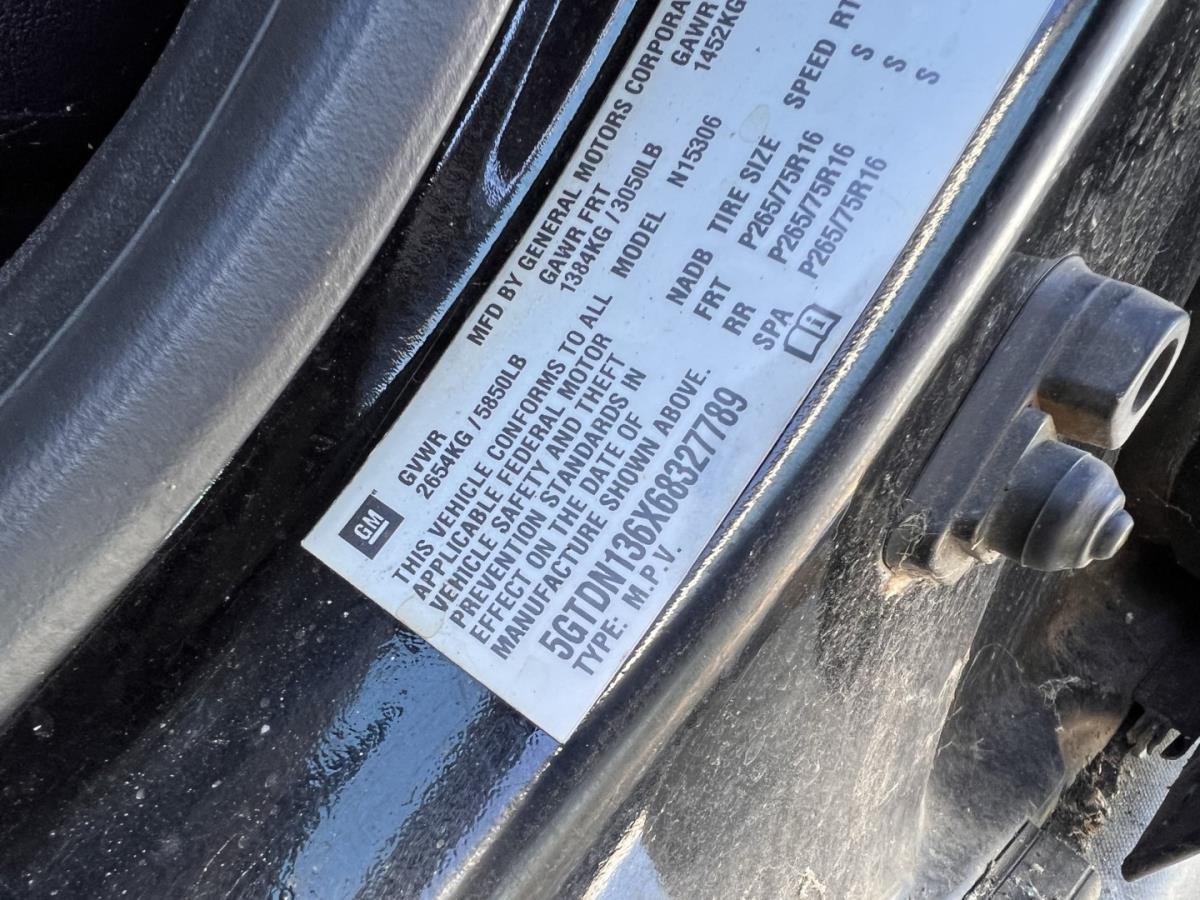 MFD BY GENERAL MOTORS CORPORA
GVWR GAWR FRT GAWR
2654KG / 5850LB 1384KG / 3050LB 1452KG
GM
THIS VEHICLE CONFORMS TO ALL
APPLICABLE FEDERAL MOTOR
VEHICLE SAFETY AND THEFT
PREVENTION STANDARDS IN
EFFECT ON THE DATE OF
MANUFACTURE SHOWN ABOVE.
5GTDN136X68327789
TYPE: M.P.V.
MODEL N15306
NADB TIRE SIZE SPEED RT
FRT P265/75R16 S
RR P265/75R16 S
SPA P265/75R16 S
i